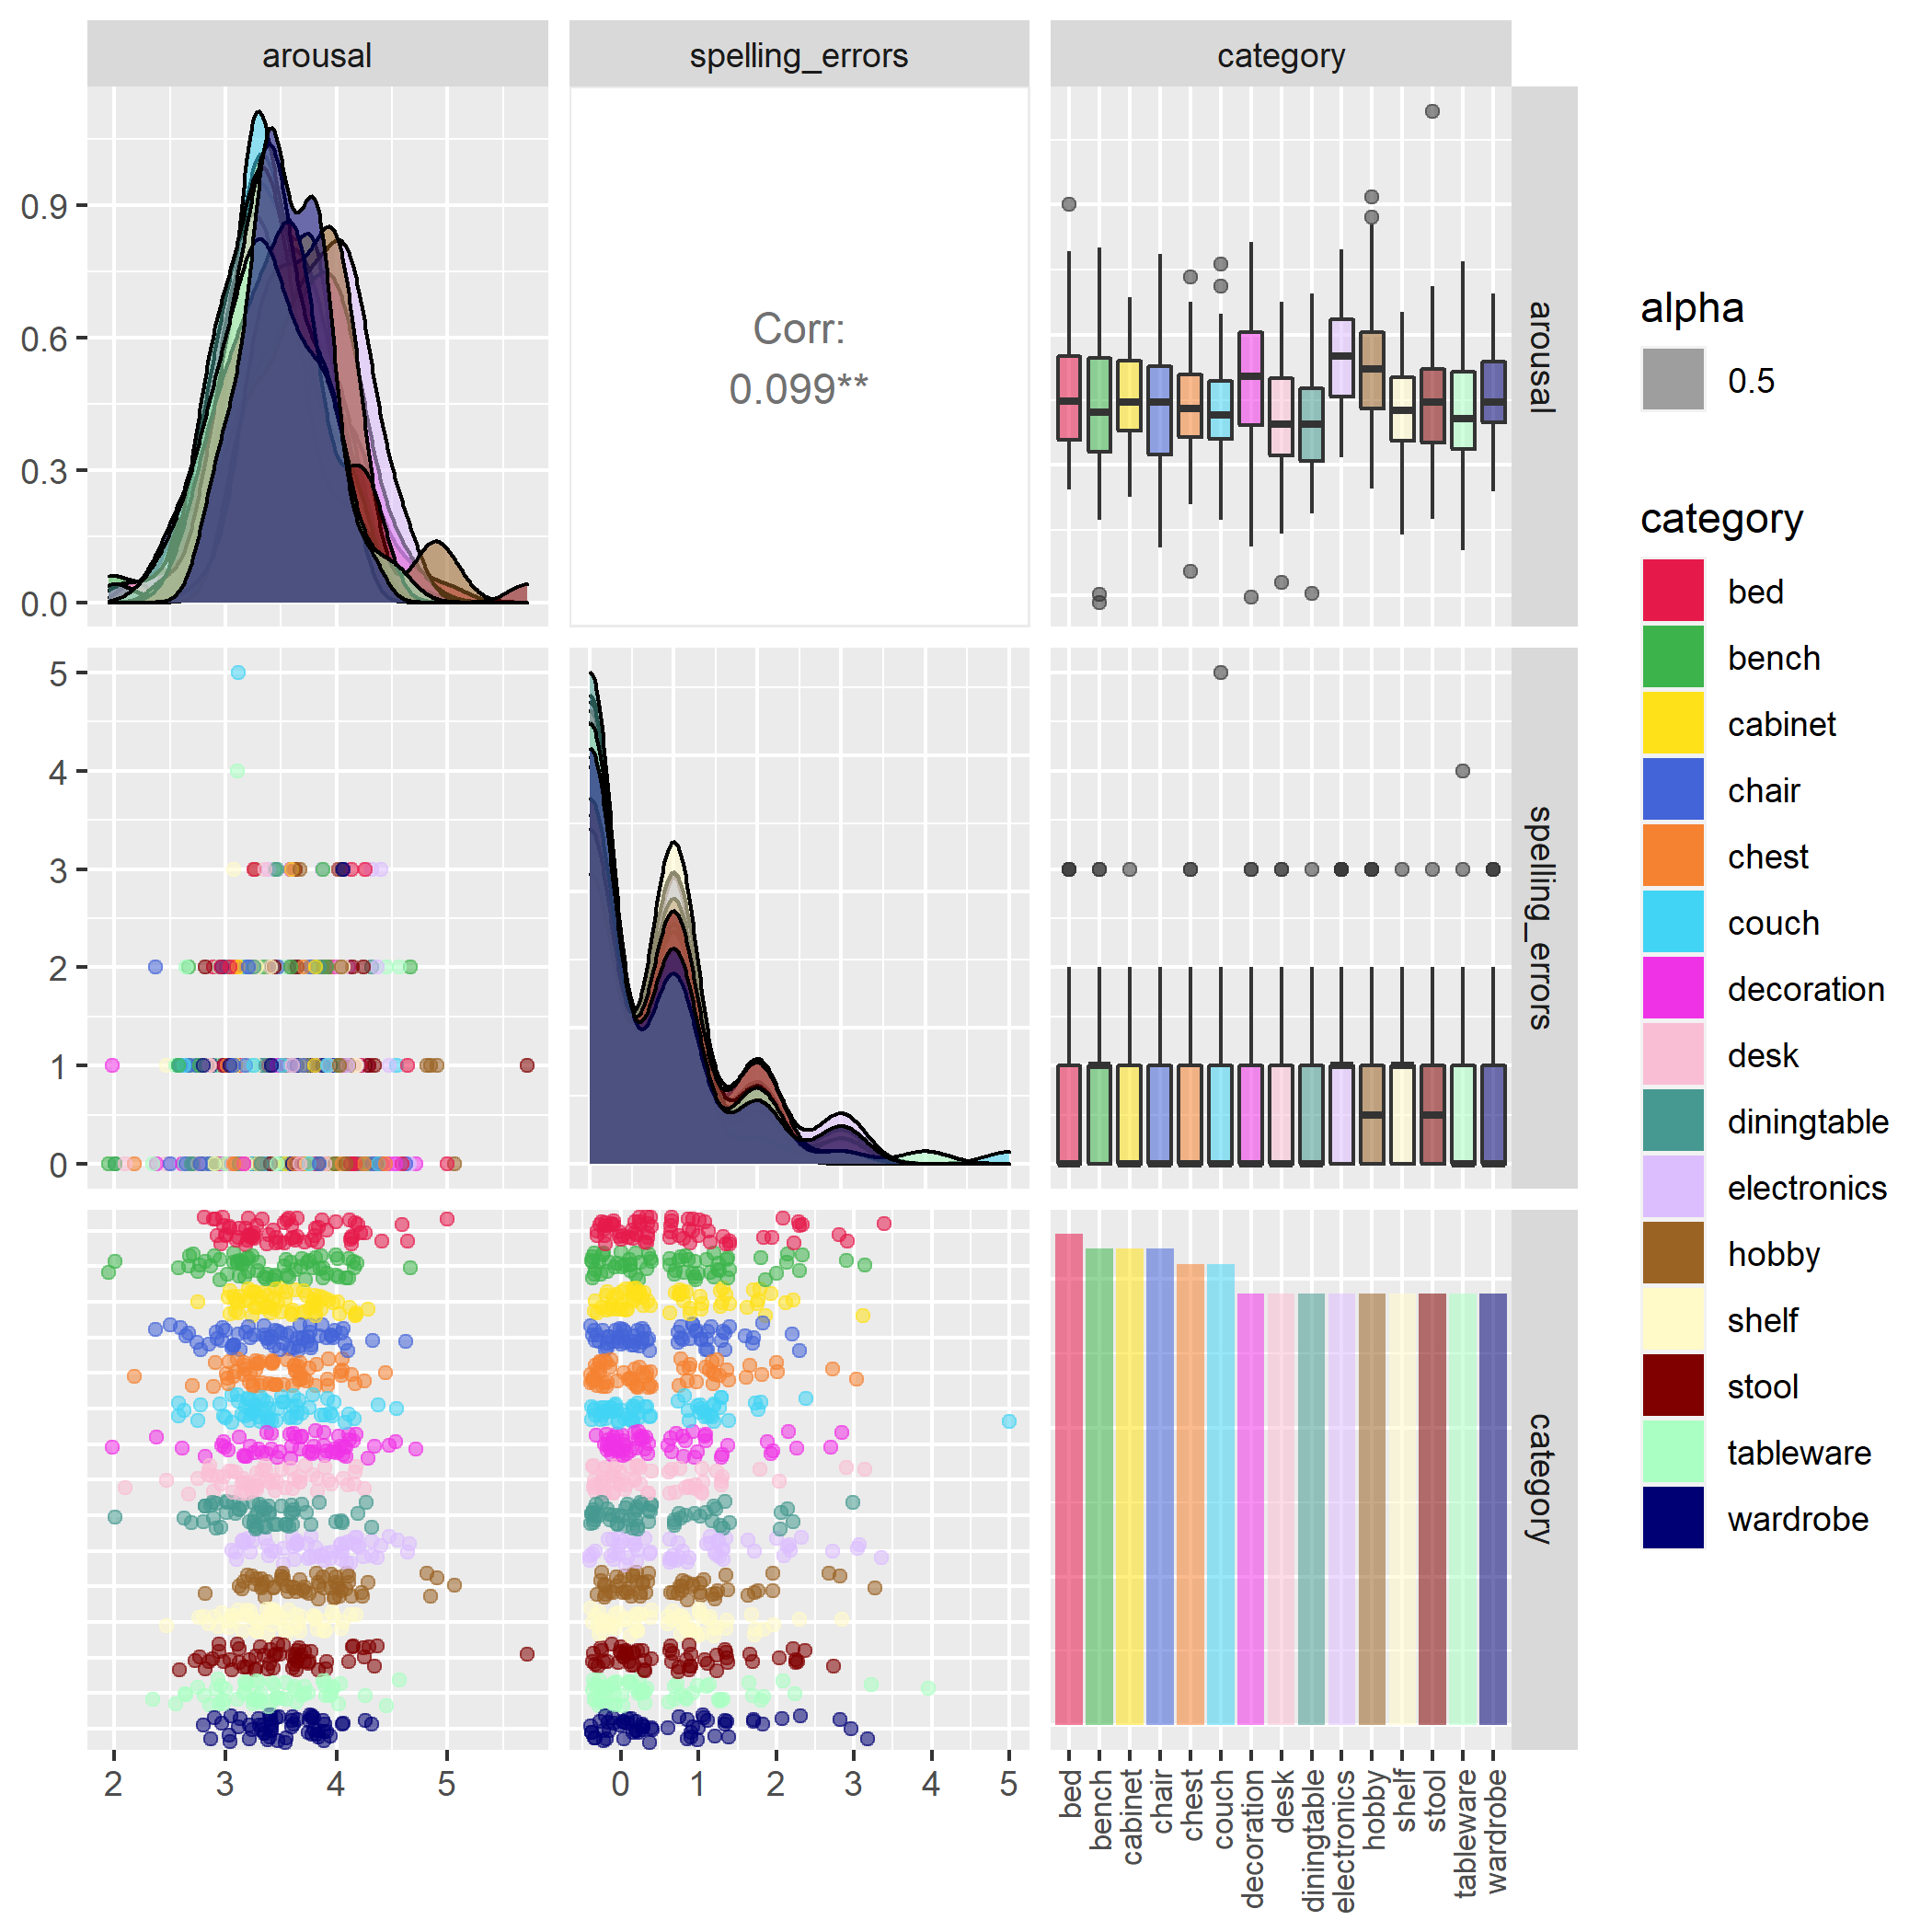 arousal
spelling_errors
category
0.9
0.6
0.3
0.0
Corr:
0.099**
arousal
5
4
3
2
1
0
spelling_errors
category
2
3
4
5
0
1
2
3
4
5
bed
bench
cabinet
chair
chest
couch
decoration
desk
diningtable
electronics
hobby
shelf
stool
tableware
wardrobe
alpha
0.5
category
bed
bench
cabinet
chair
chest
couch
decoration
desk
diningtable
electronics
hobby
shelf
stool
tableware
wardrobe